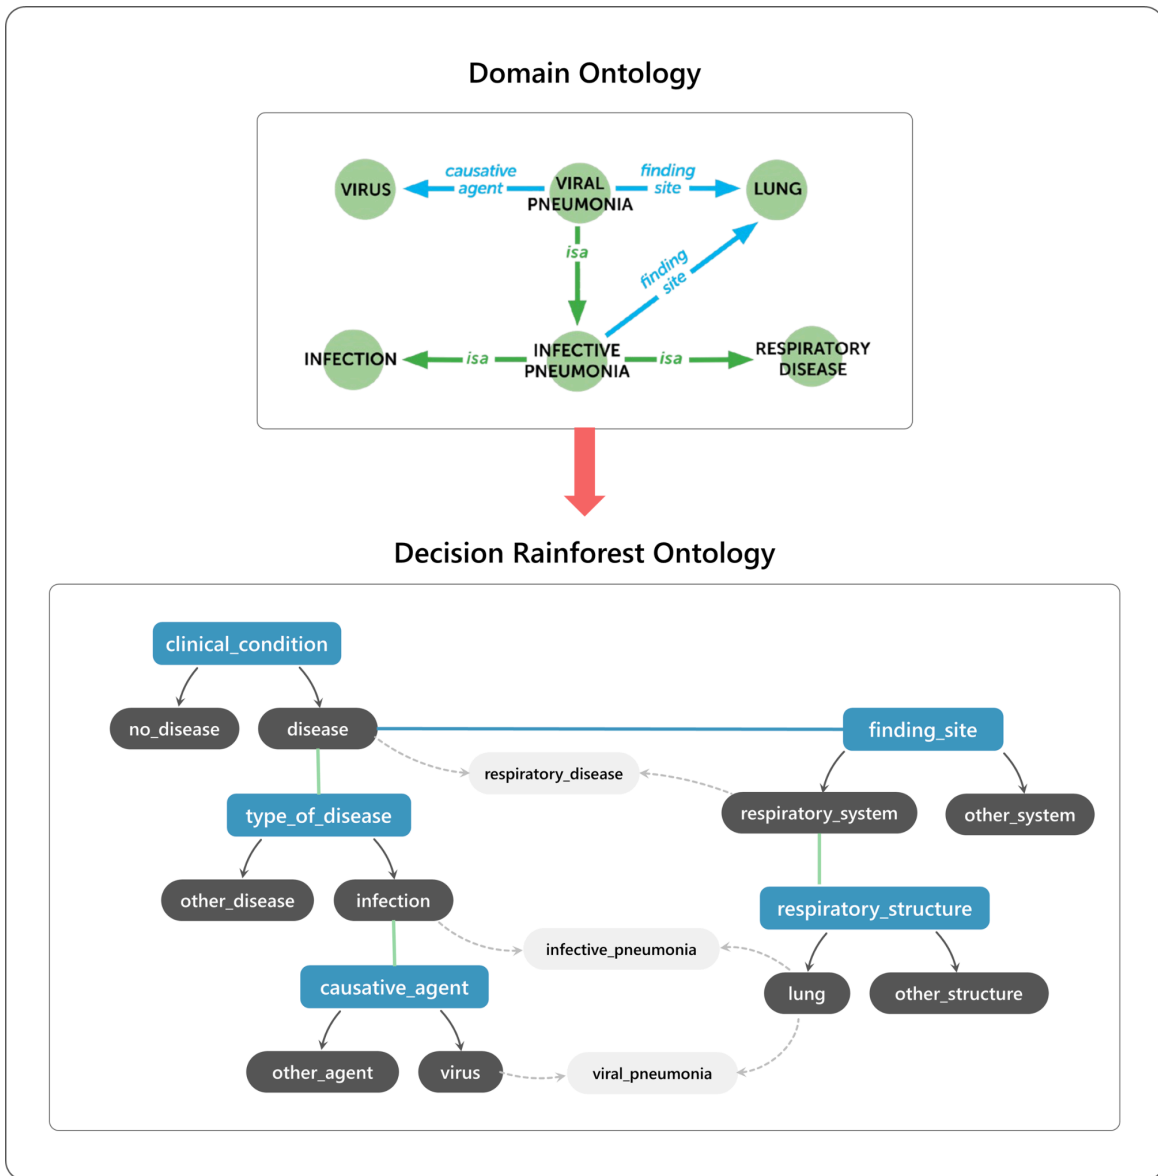 Domain Ontology
VIRUS
causative
agent
VIRAL
PNEUMONIA
finding
site
LUNG
isa
finding
site
INFECTION
isa
INFECTIVE
PNEUMONIA
isa
RESPIRATORY
DISEASE
Decision Rainforest Ontology
clinical_condition
no_disease
disease
finding_site
respiratory_disease
type_of_disease
respiratory_system
other_system
other_disease
infection
respiratory_structure
infective_pneumonia
causative_agent
lung
other_structure
other_agent
virus
viral_pneumonia